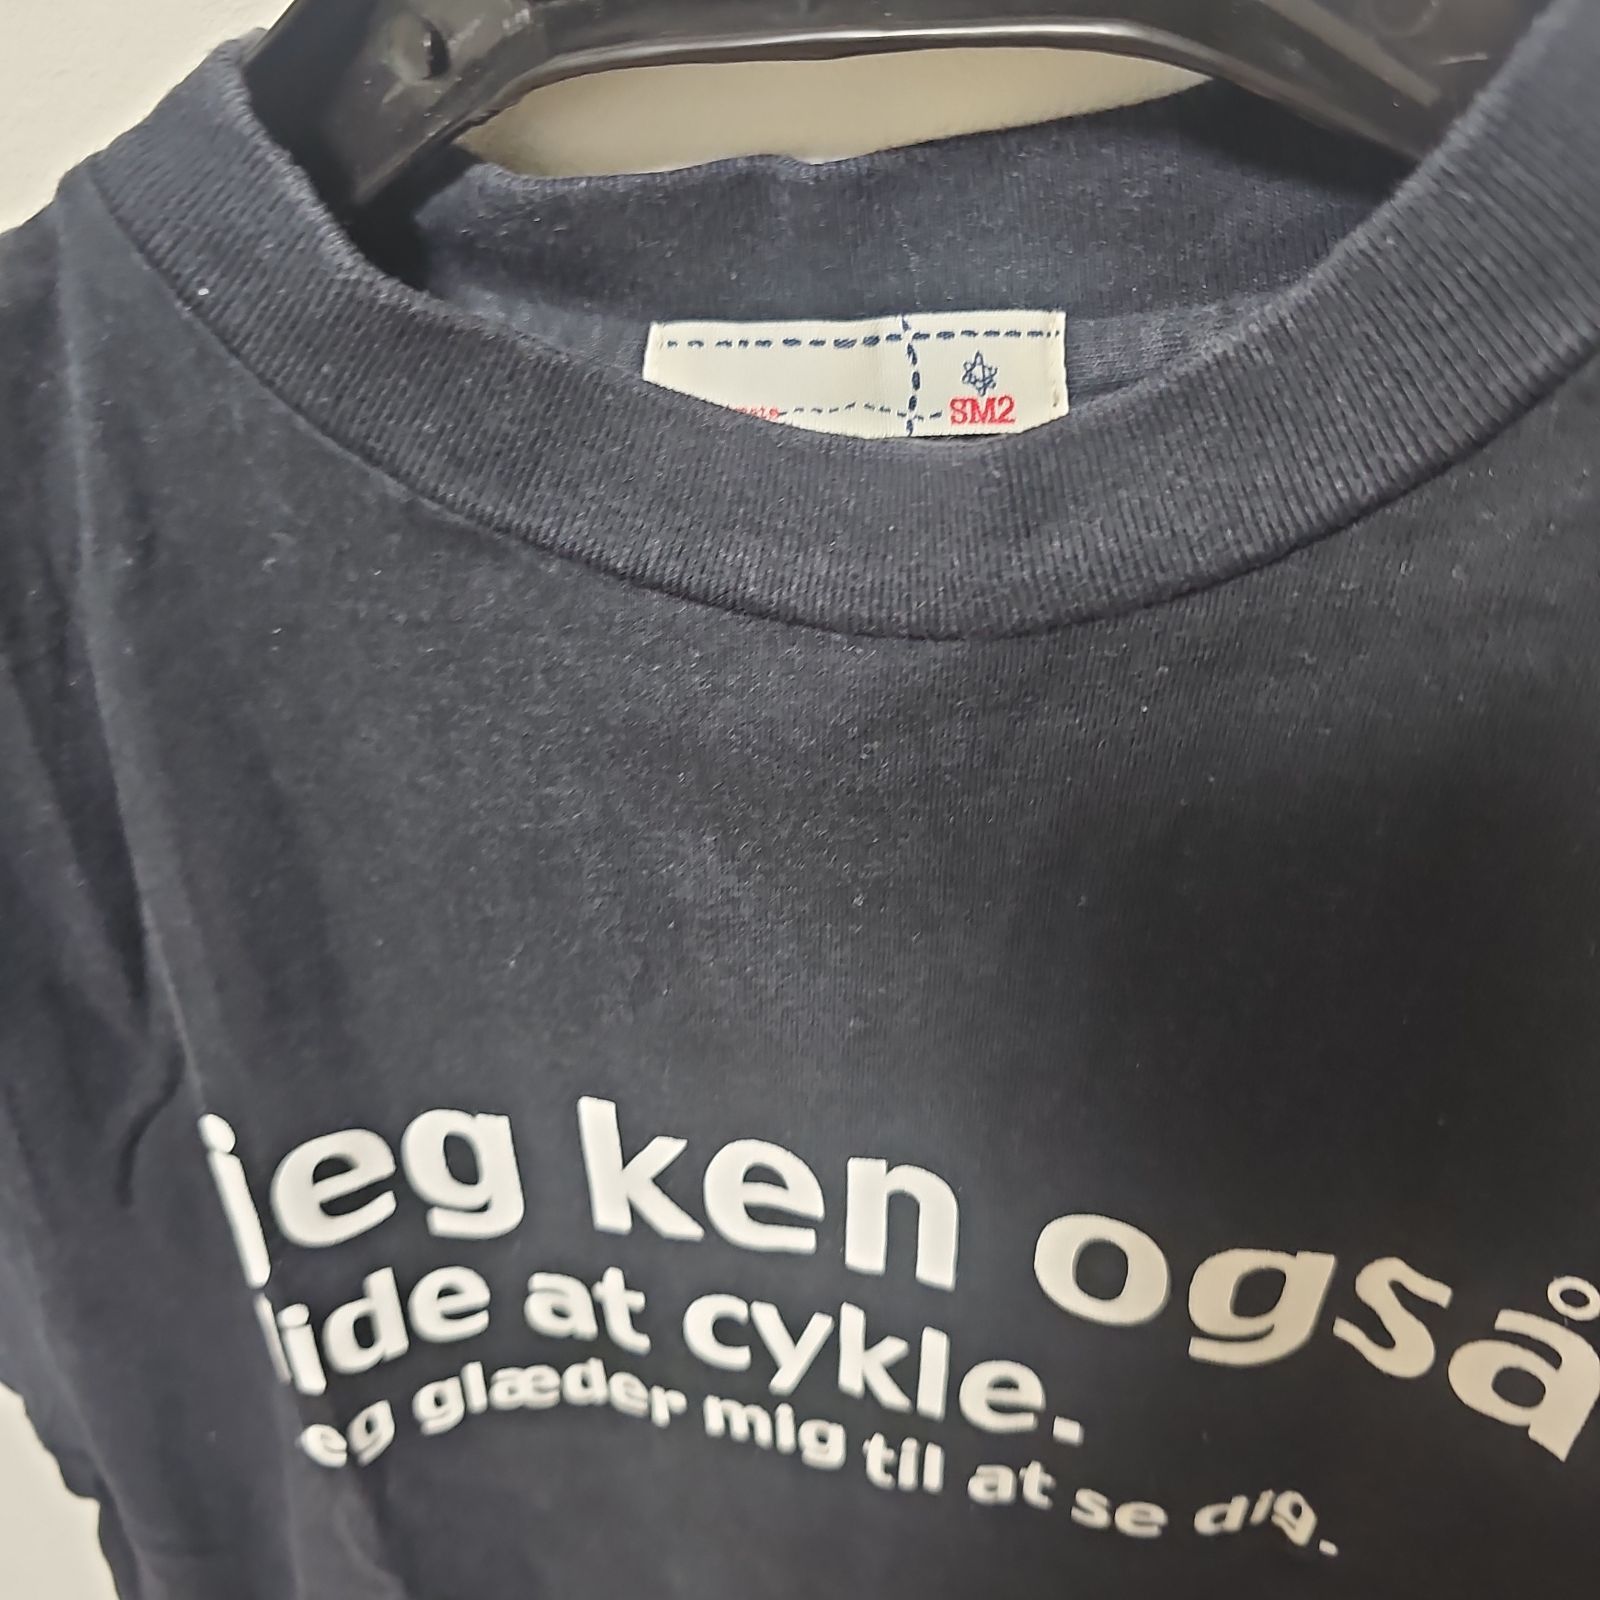 SM2
jeg ken også
lide at cykle.
eg glæder mig til at se dig.